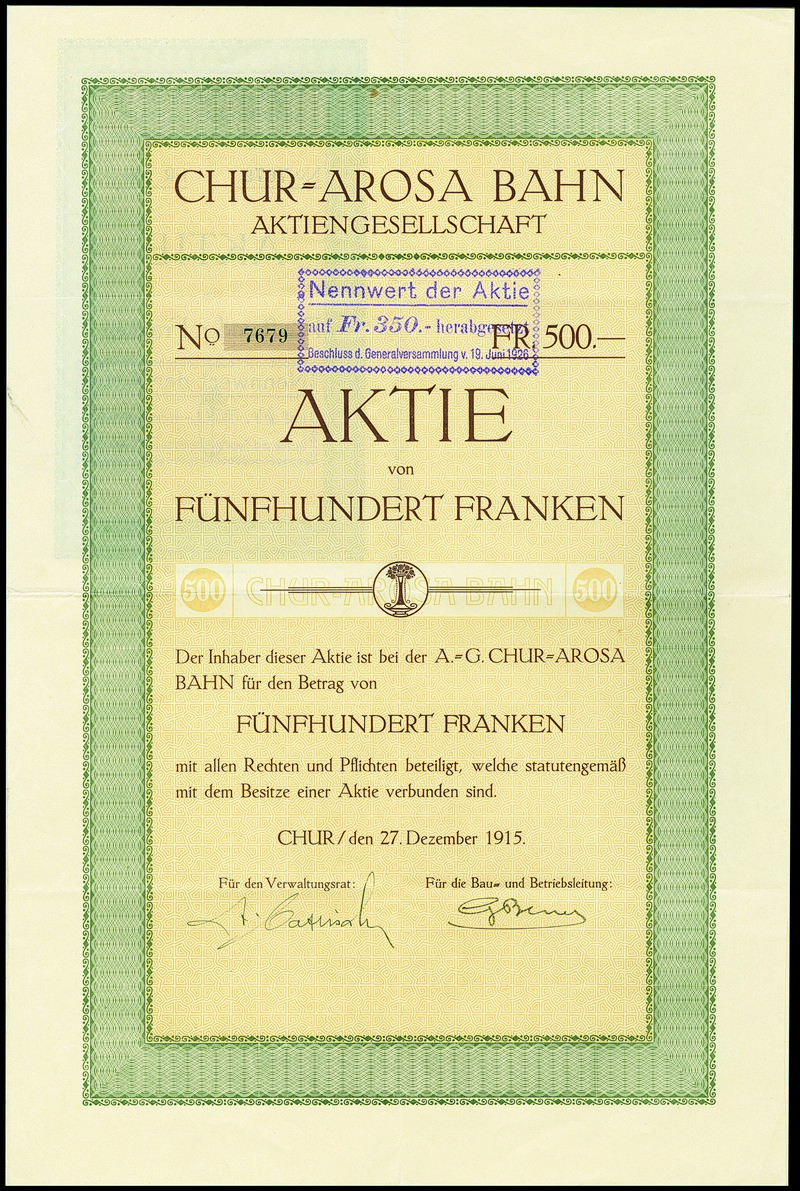 CHUR=AROSA BAHN
AKTIENGESELLSCHAFT
Nennwert der Aktie
auf Fr. 350.- herabgesetzt
Beschluss d. Generalversammlung v. 19. Juni 1926
No 7679 FR. 500.—
AKTIE
von
FÜNFHUNDERT FRANKEN
500 CHUR=AROSA BAHN 500
Der Inhaber dieser Aktie ist bei der A.=G. CHUR=AROSA
BAHN für den Betrag von
FÜNFHUNDERT FRANKEN
mit allen Rechten und Pflichten beteiligt, welche statutengemäß
mit dem Besitze einer Aktie verbunden sind.
CHUR / den 27. Dezember 1915.
Für den Verwaltungsrat: Für die Bau= und Betriebsleitung: